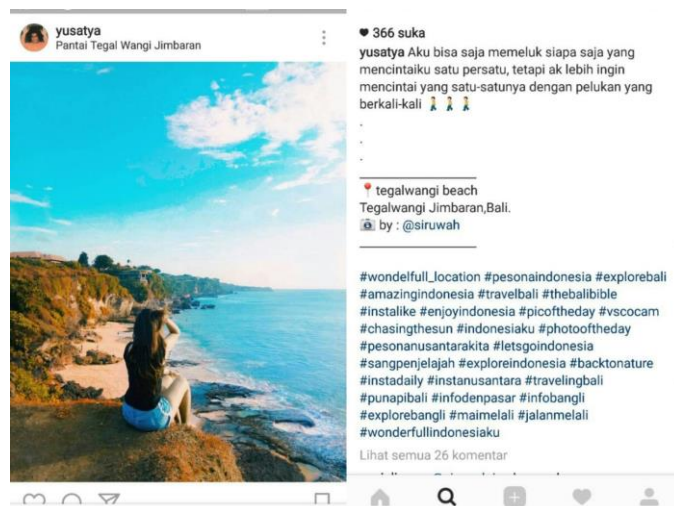 yusatya
Pantai Tegal Wangi Jimbaran
366 suka
yusatya Aku bisa saja memeluk siapa saja yang
mencintaiku satu persatu, tetapi ak lebih ingin
mencintai yang satu-satunya dengan pelukan yang
berkali-kali
.
.
.
tegalwangi beach
Tegalwangi Jimbaran,Bali.
by : @siruwah
#wondelfull_location #pesonaindonesia #explorebali
#amazingindonesia #travelbali #thebalibible
#instalike #enjoyindonesia #picoftheday #vscocam
#chasingthesun #indonesiaku #photooftheday
#pesonanusantarakita #letsgoindonesia
#sangpenjelajah #exploreindonesia #backtonature
#instadaily #instanusantara #travelingbali
#punapibali #infodenpasar #infobangli
#explorebangli #maimelali #jalanmelali
#wonderfullindonesiaku
Lihat semua 26 komentar